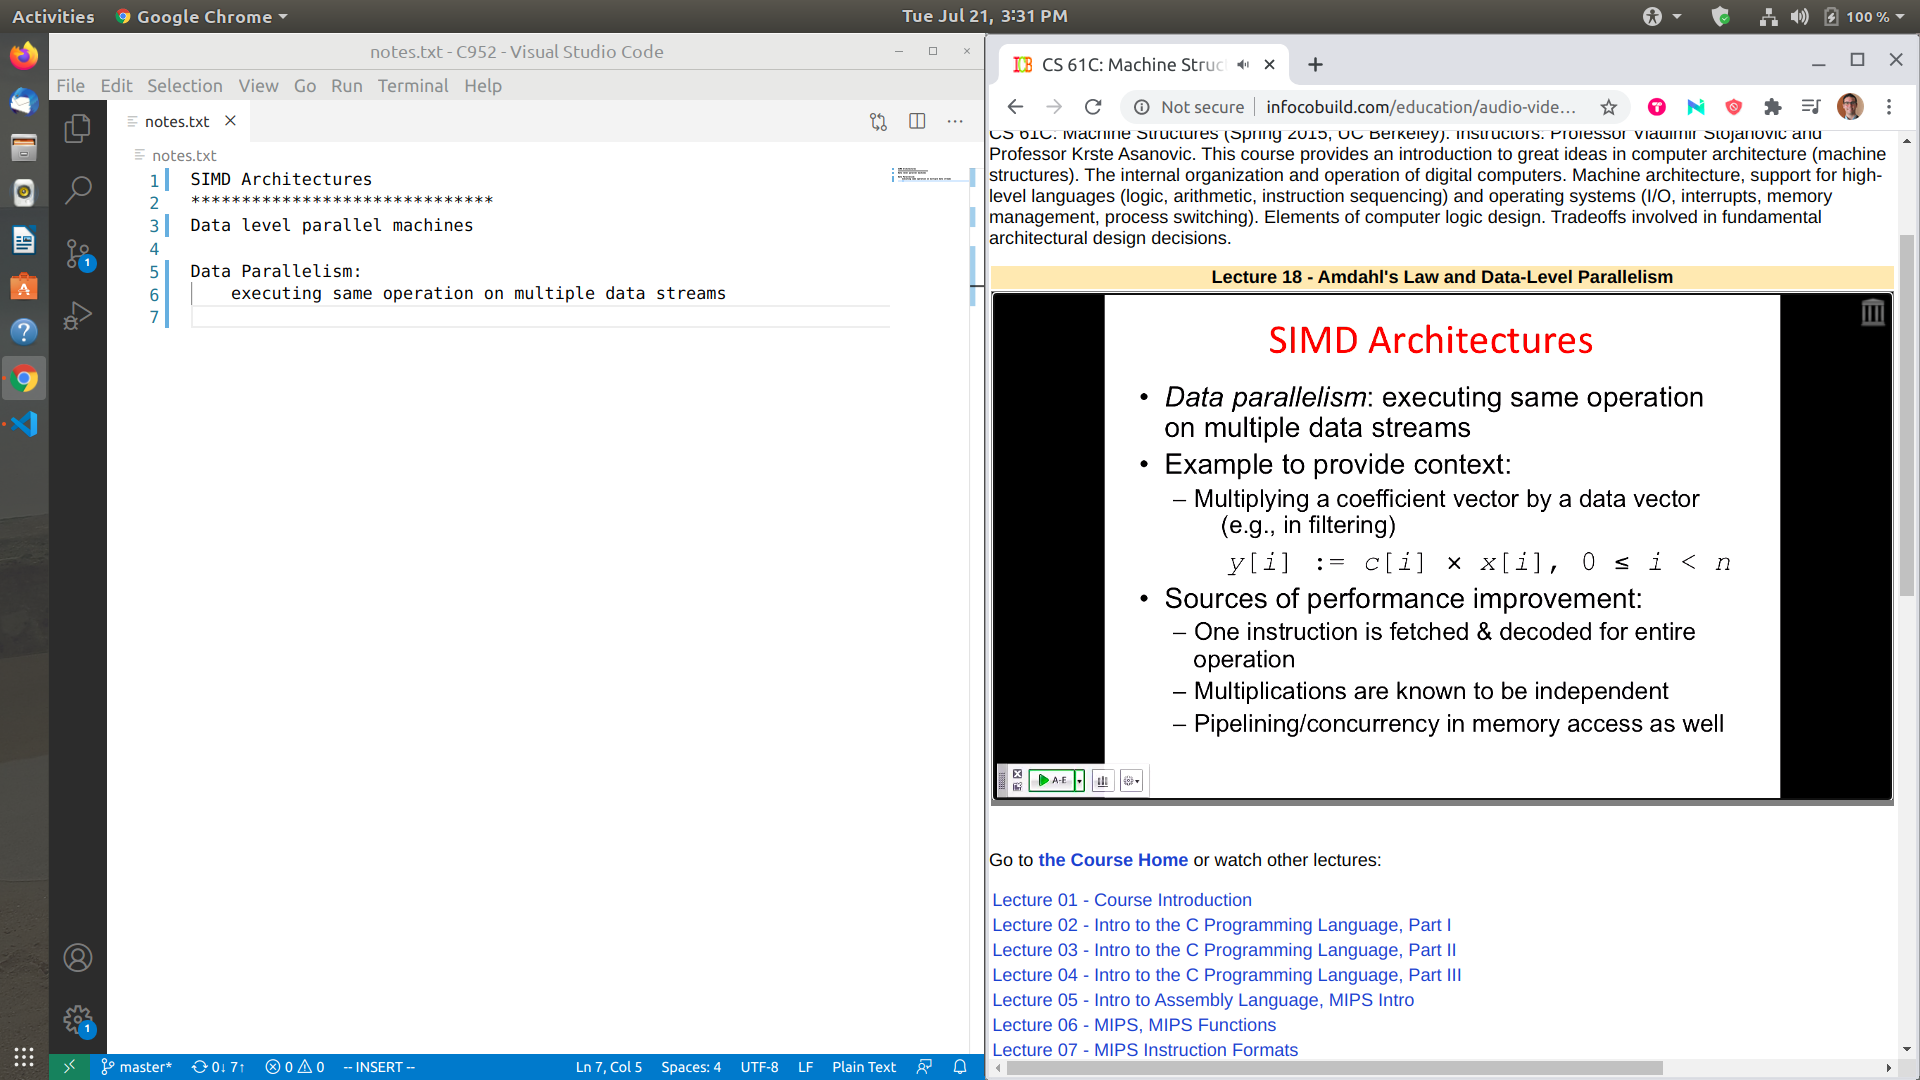 Activities
Google Chrome
Tue Jul 21, 3:31 PM
100 %
notes.txt - C952 - Visual Studio Code
File Edit Selection View Go Run Terminal Help
notes.txt
notes.txt
1 SIMD Architectures
2 ******************************
3 Data level parallel machines
4
5 Data Parallelism:
6 executing same operation on multiple data streams
7
1
1
master* 0↓ 7↑ 0 0 -- INSERT --
Ln 7, Col 5 Spaces: 4 UTF-8 LF Plain Text
CS 61C: Machine Struc
Not secure infocobuild.com/education/audio-vide...
CS 61C: Machine Structures (Spring 2015, UC Berkeley). Instructors: Professor Vladimir Stojanovic and
Professor Krste Asanovic. This course provides an introduction to great ideas in computer architecture (machine
structures). The internal organization and operation of digital computers. Machine architecture, support for high-
level languages (logic, arithmetic, instruction sequencing) and operating systems (I/O, interrupts, memory
management, process switching). Elements of computer logic design. Tradeoffs involved in fundamental
architectural design decisions.
Lecture 18 - Amdahl's Law and Data-Level Parallelism
SIMD Architectures
• Data parallelism: executing same operation
on multiple data streams
• Example to provide context:
– Multiplying a coefficient vector by a data vector
(e.g., in filtering)
y[i] := c[i] × x[i], 0 ≤ i < n
• Sources of performance improvement:
– One instruction is fetched & decoded for entire
operation
– Multiplications are known to be independent
– Pipelining/concurrency in memory access as well
A-E
Go to the Course Home or watch other lectures:
Lecture 01 - Course Introduction
Lecture 02 - Intro to the C Programming Language, Part I
Lecture 03 - Intro to the C Programming Language, Part II
Lecture 04 - Intro to the C Programming Language, Part III
Lecture 05 - Intro to Assembly Language, MIPS Intro
Lecture 06 - MIPS, MIPS Functions
Lecture 07 - MIPS Instruction Formats